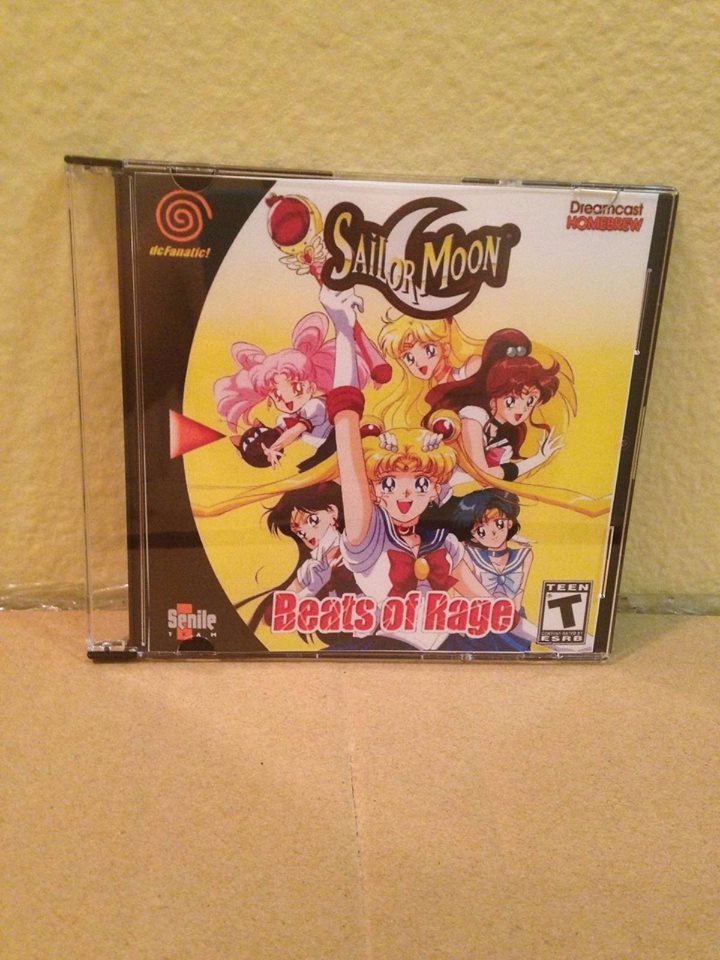 dcFanatic!
SAILOR MOON
Dreamcast
HOMEBREW
Beats of Rage
Senile
TEAM
TEEN
T
CONTENT RATED BY
ESRB